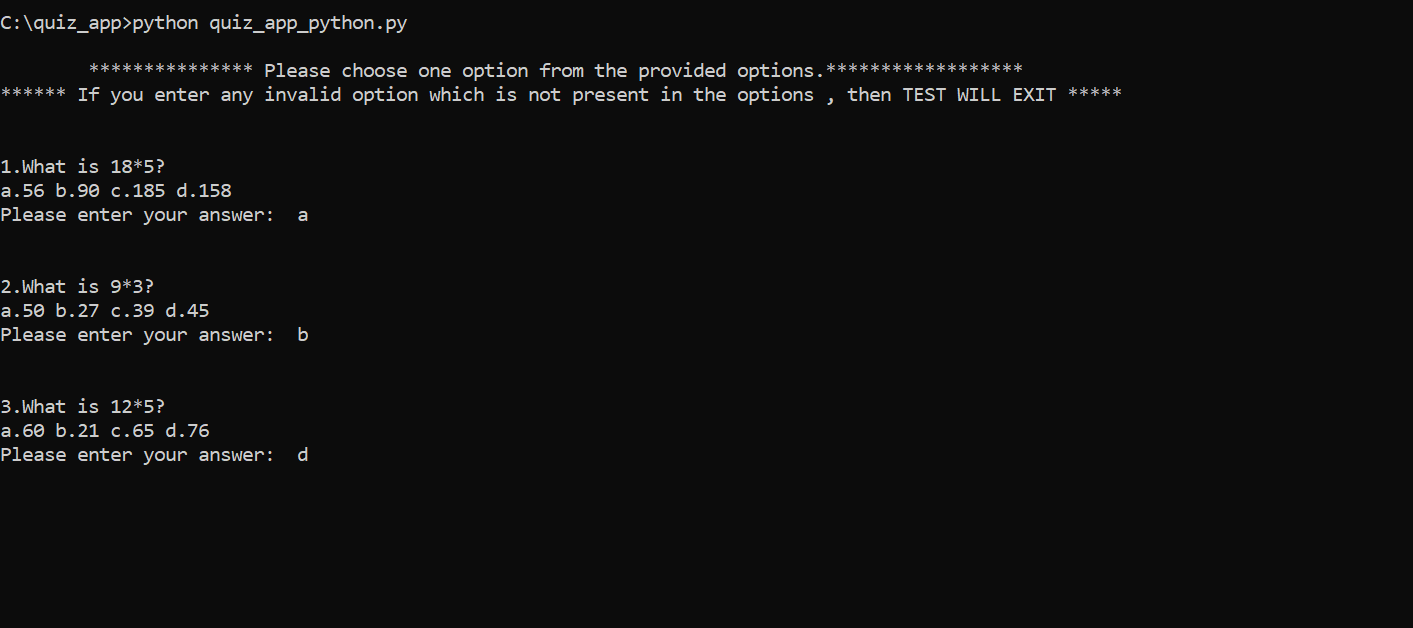 C:\quiz_app>python quiz_app_python.py
*************** Please choose one option from the provided options.******************
****** If you enter any invalid option which is not present in the options , then TEST WILL EXIT *****
1.What is 18*5?
a.56 b.90 c.185 d.158
Please enter your answer:  a
2.What is 9*3?
a.50 b.27 c.39 d.45
Please enter your answer:  b
3.What is 12*5?
a.60 b.21 c.65 d.76
Please enter your answer:  d